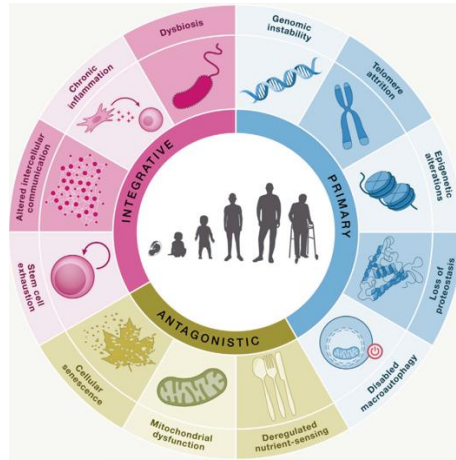 Dysbiosis
Genomic
instability
Telomere
attrition
Epigenetic
alterations
Loss of
proteostasis
Disabled
macroautophagy
Deregulated
nutrient-sensing
Mitochondrial
dysfunction
Cellular
senescence
Stem cell
exhaustion
Altered intercellular
communication
Chronic
inflammation
INTEGRATIVE
PRIMARY
ANTAGONISTIC